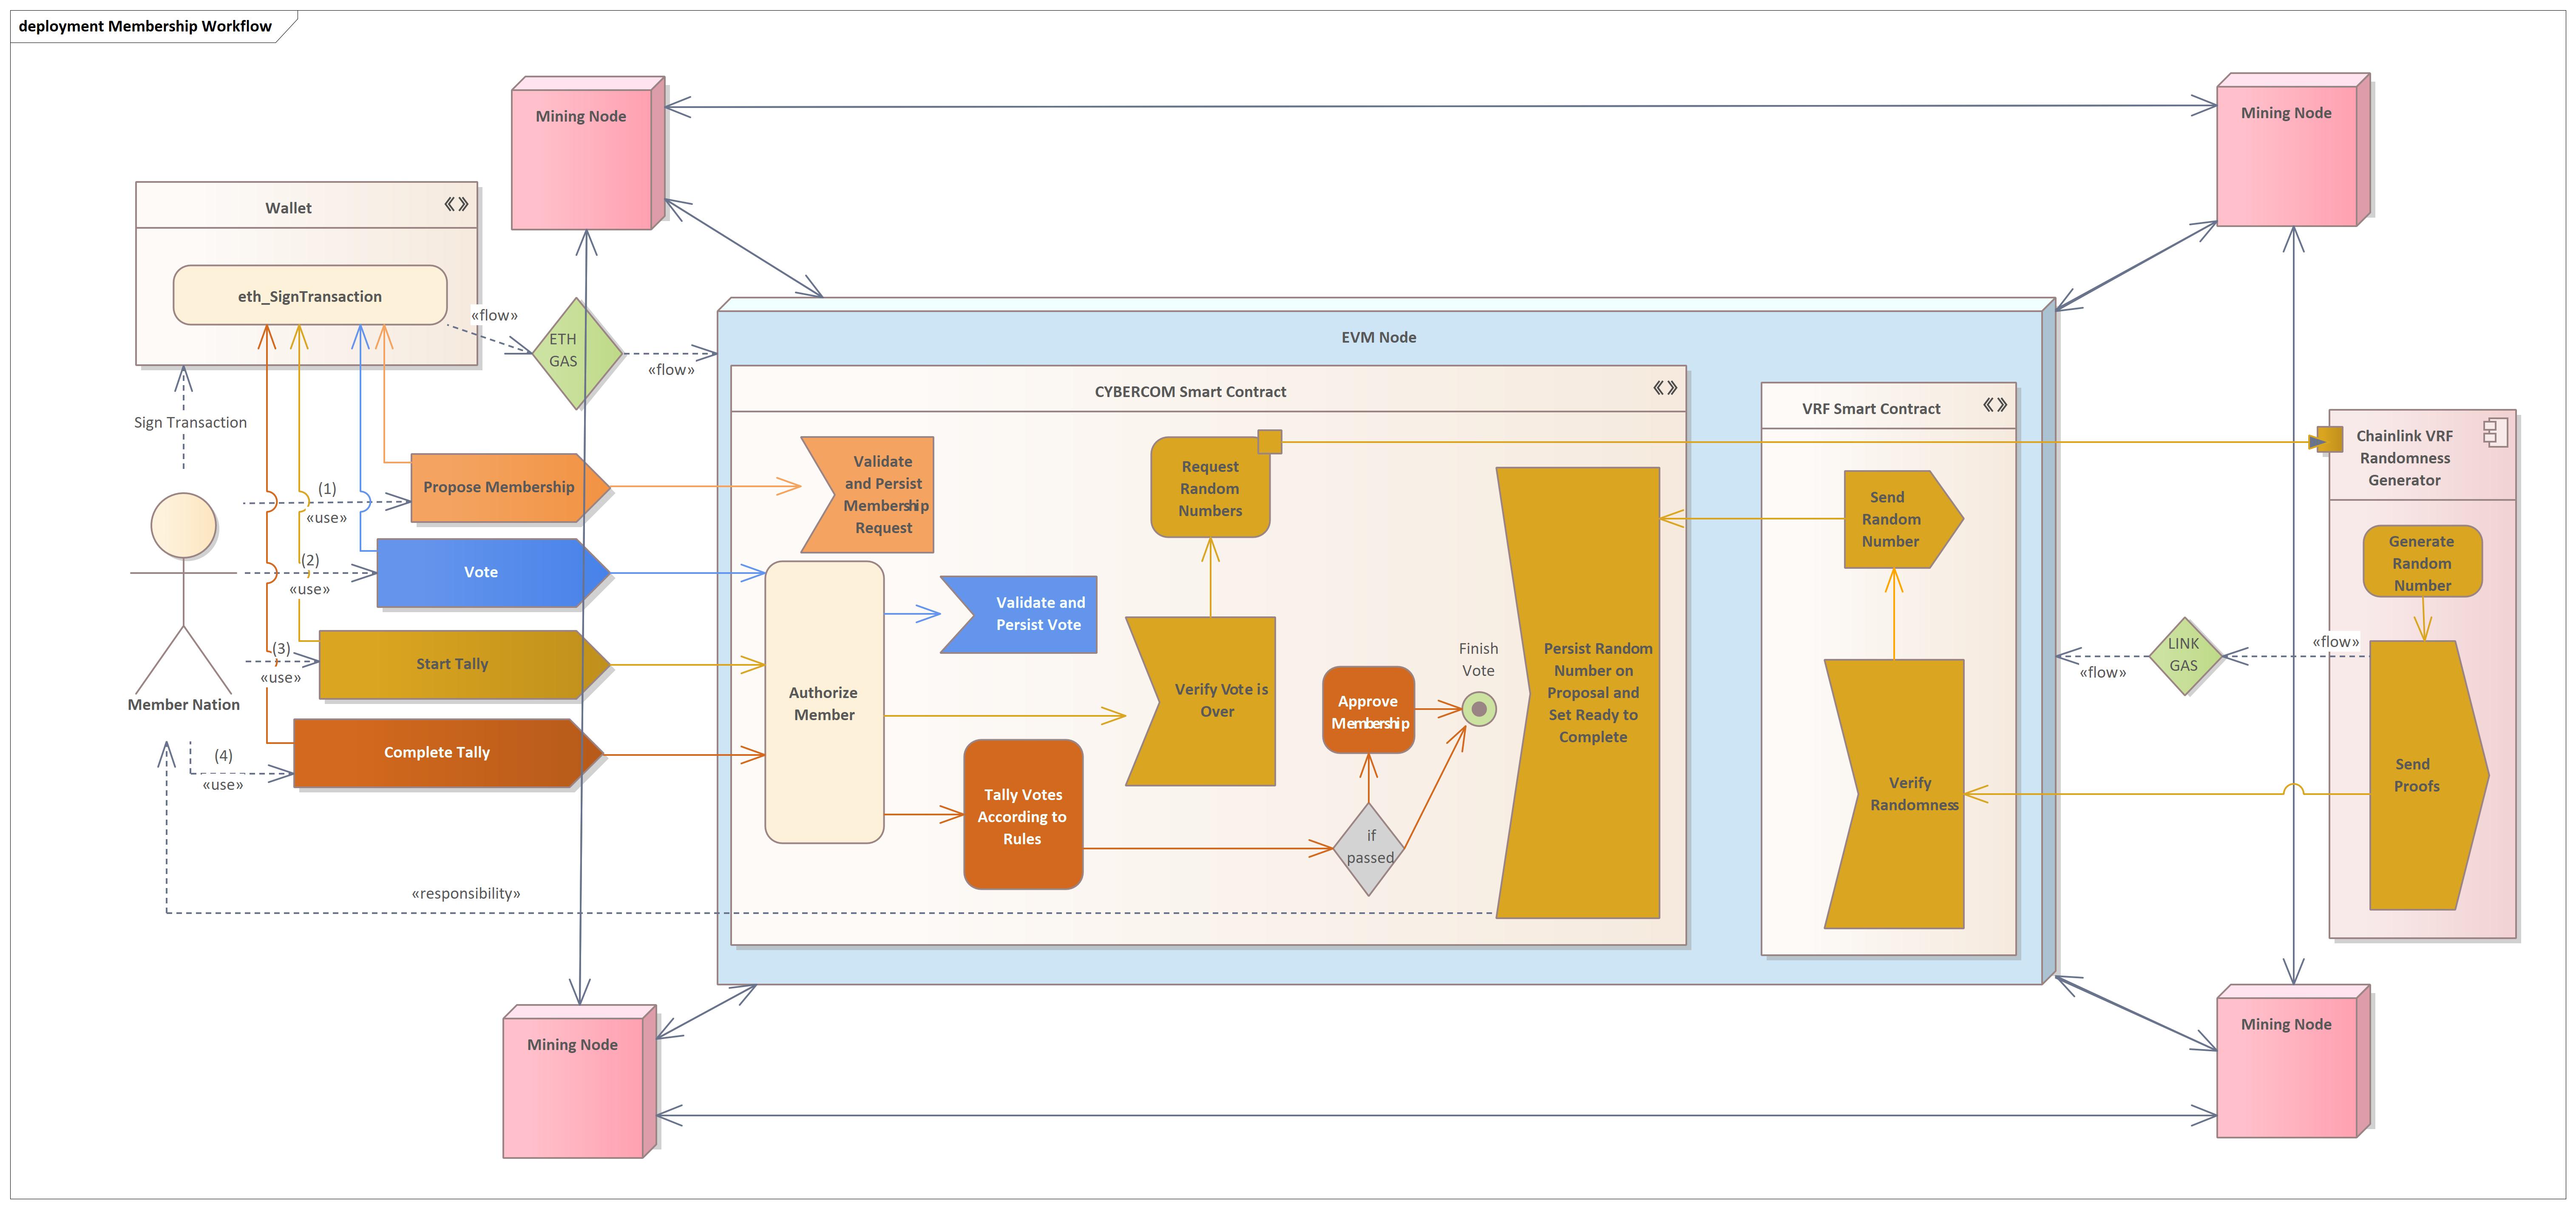 deployment Membership Workflow
Mining Node
Mining Node
Wallet
eth_SignTransaction
«flow»
ETH
GAS
«flow»
Sign Transaction
EVM Node
CYBERCOM Smart Contract
VRF Smart Contract
Chainlink VRF
Randomness
Generator
Propose Membership
(1)
«use»
Vote
(2)
«use»
Start Tally
(3)
«use»
Member Nation
Complete Tally
(4)
«use»
Validate
and Persist
Membership
Request
Request
Random
Numbers
Send
Random
Number
Generate
Random
Number
Validate and
Persist Vote
Authorize
Member
Verify Vote is
Over
Finish
Vote
Approve
Membership
Persist Random
Number on
Proposal and
Set Ready to
Complete
LINK
GAS
«flow»
«flow»
Tally Votes
According to
Rules
if
passed
Verify
Randomness
Send
Proofs
«responsibility»
Mining Node
Mining Node